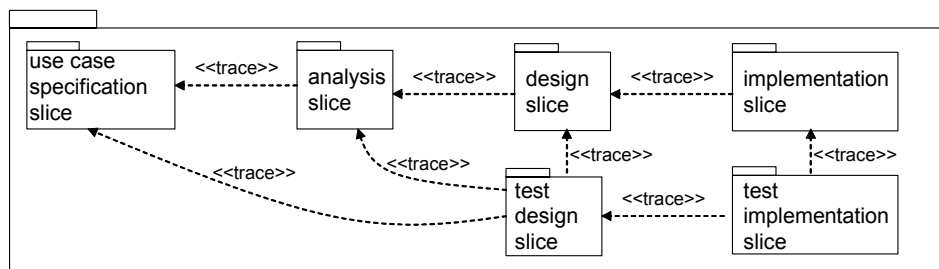 use case
specification
slice
<<trace>>
analysis
slice
<<trace>>
design
slice
<<trace>>
implementation
slice
<<trace>>
<<trace>>
<<trace>>
<<trace>>
test
design
slice
<<trace>>
test
implementation
slice